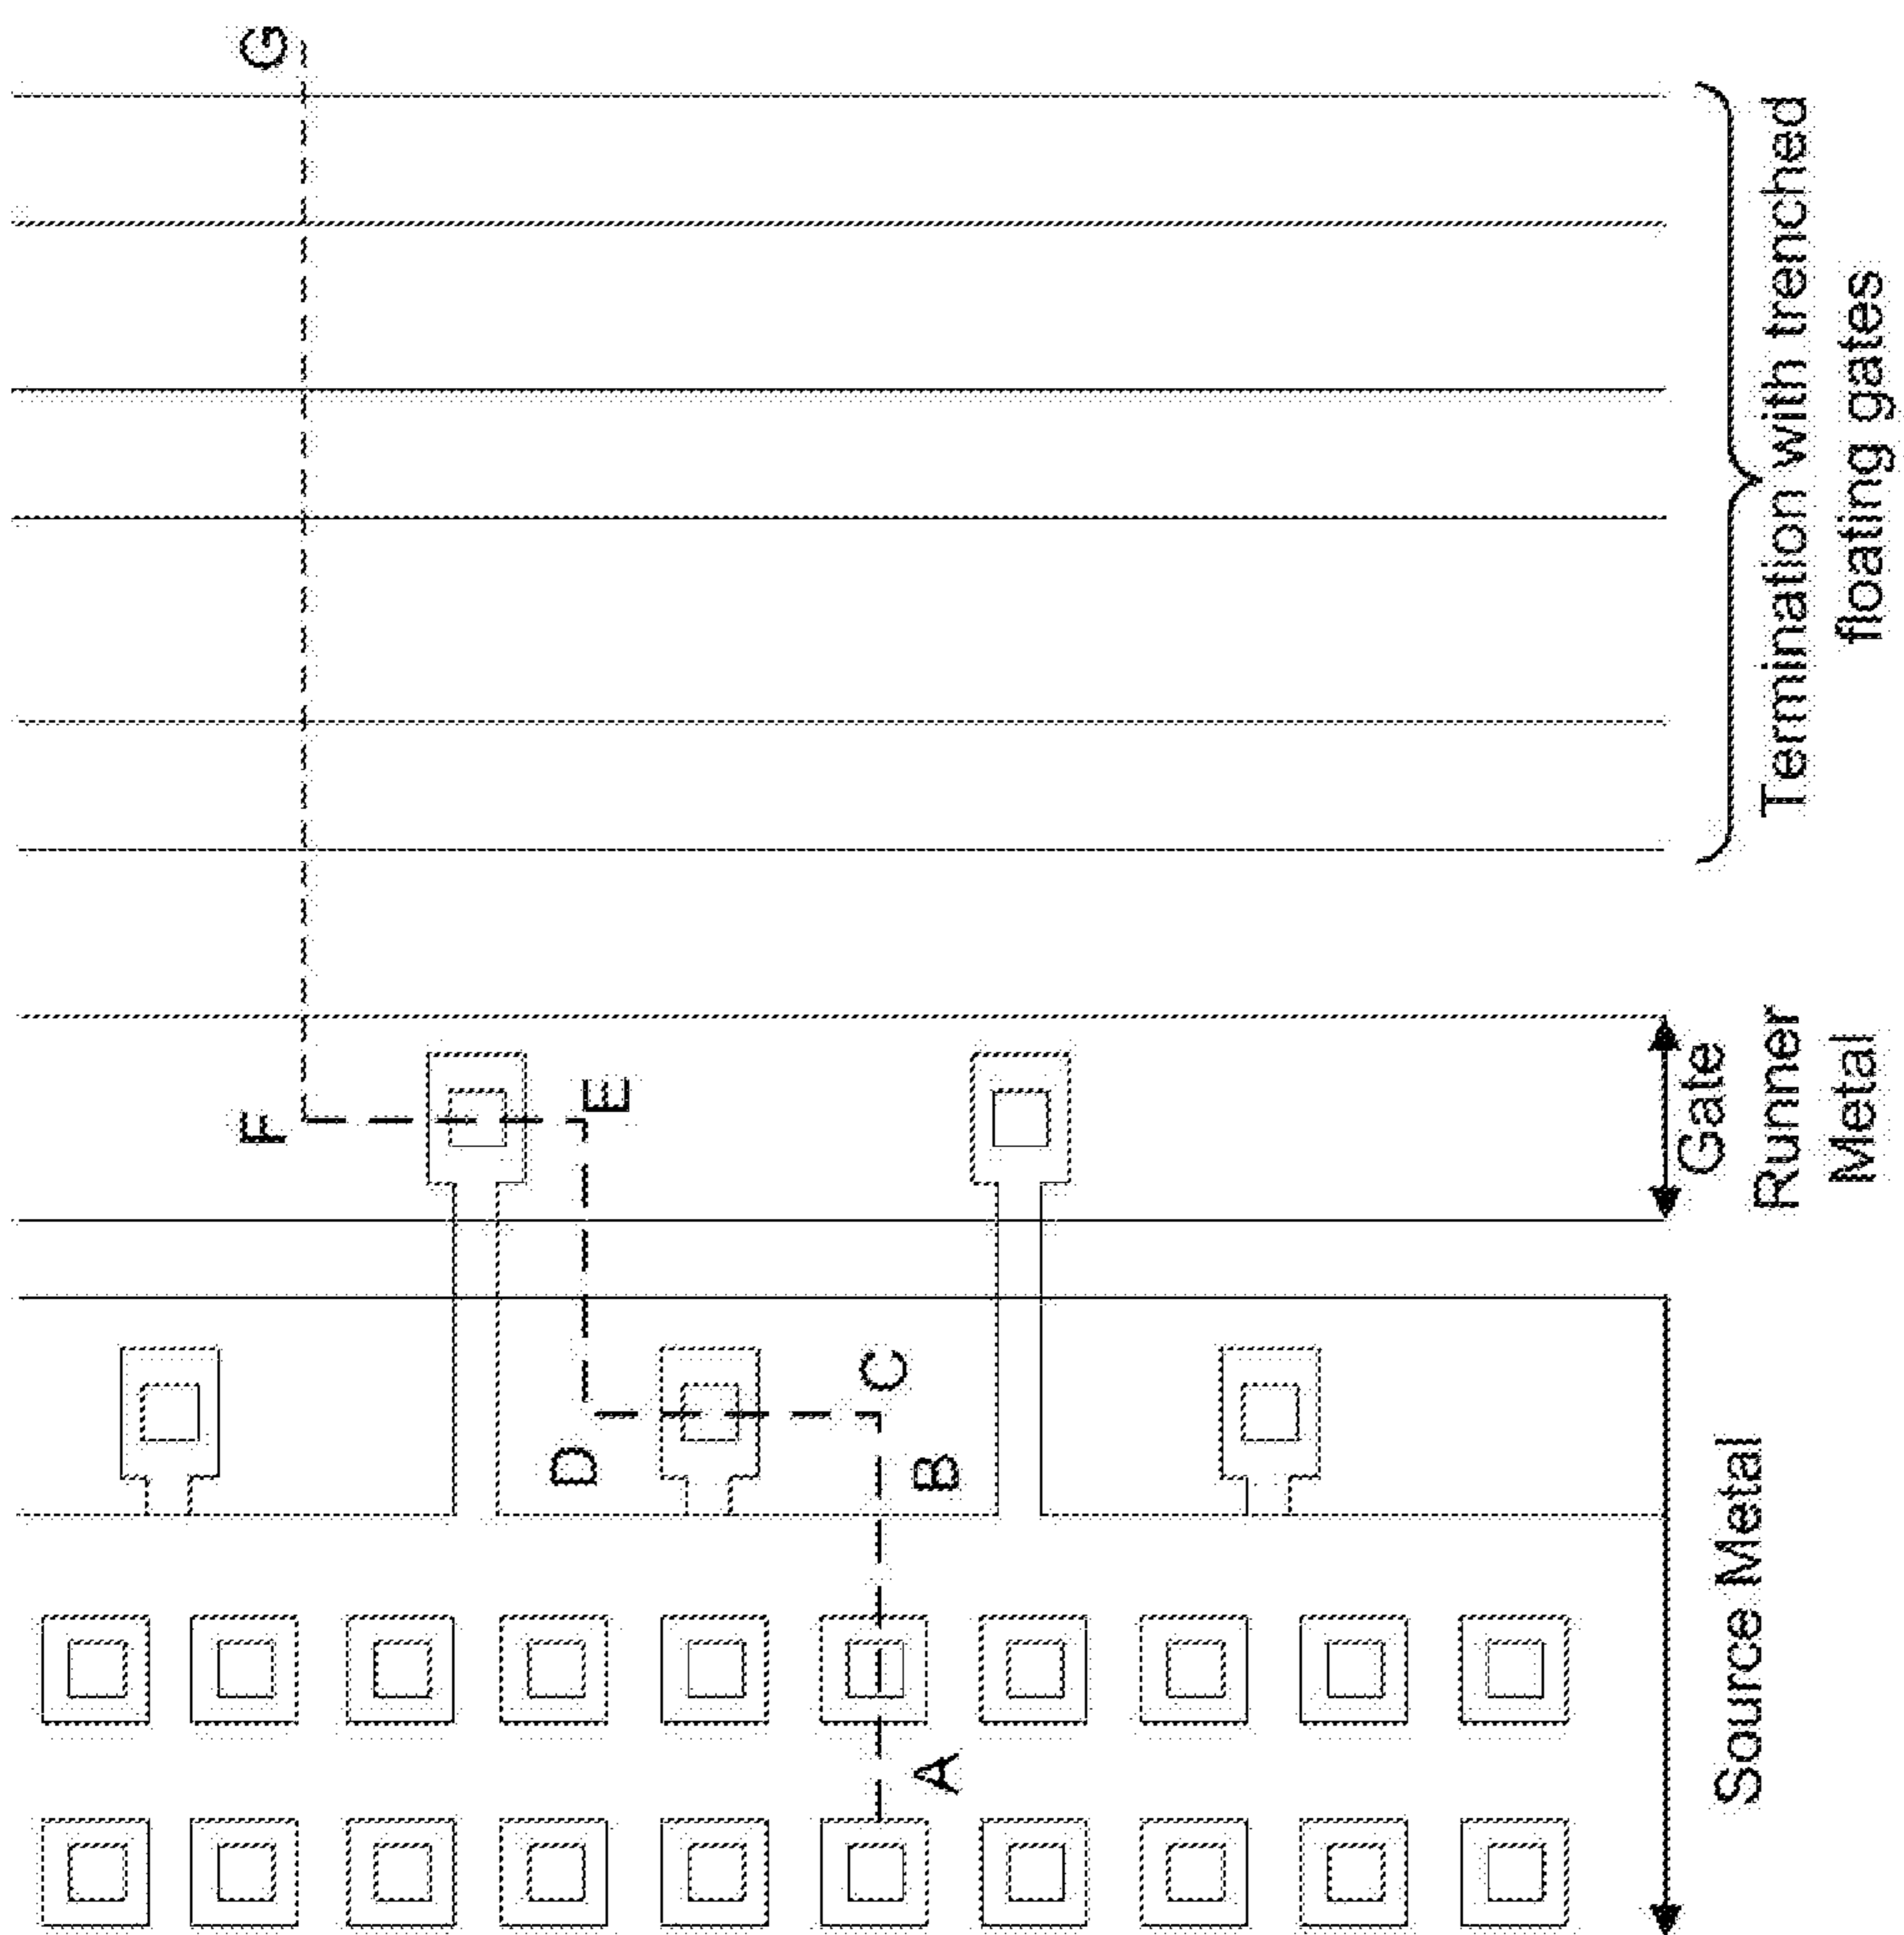 G
F
E
D
C
B
A
Termination with trenched
floating gates
Gate
Runner
Metal
Source Metal